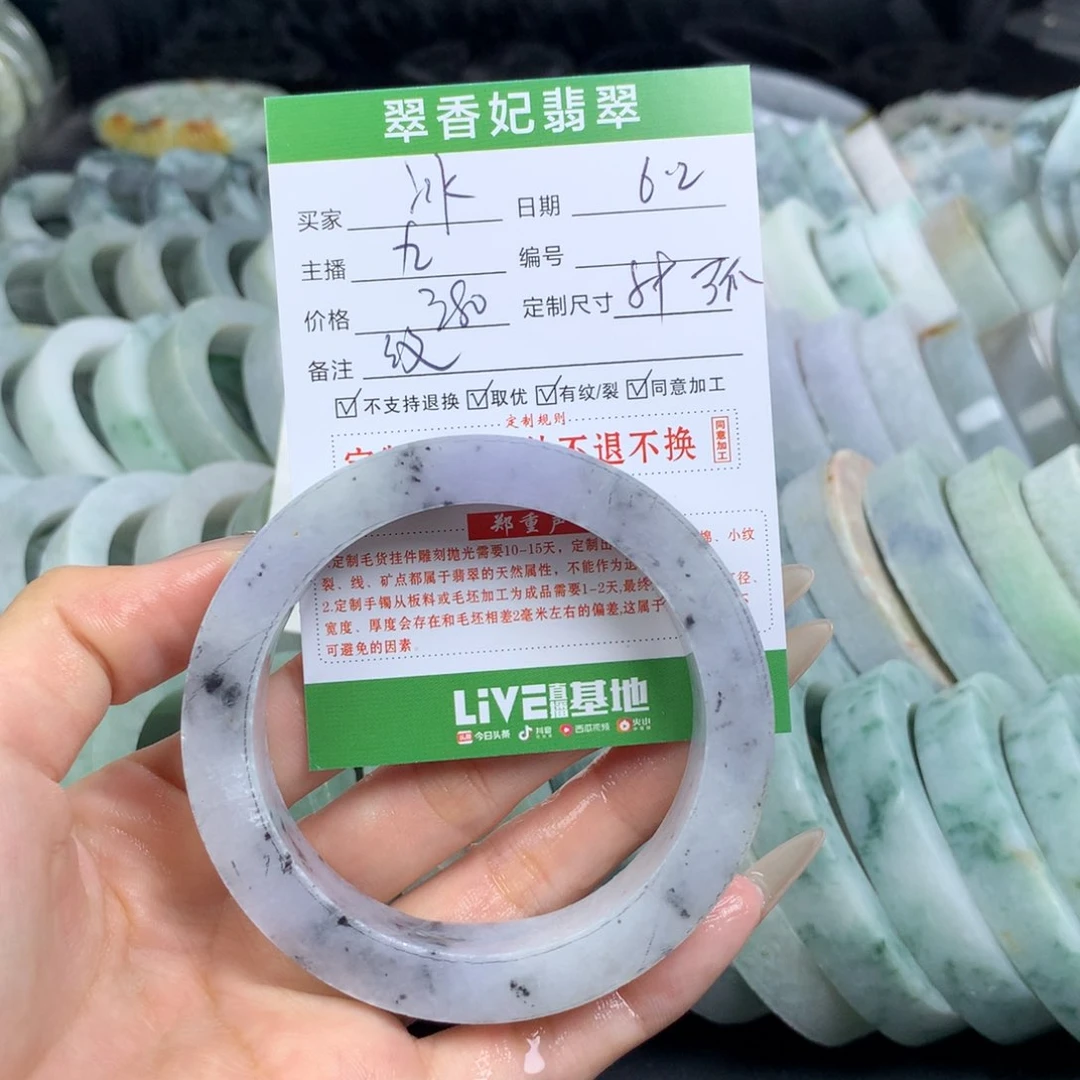 翠香妃翡翠
买家 冰 日期 6.2
主播 九 编号
价格 380 定制尺寸
备注 纹
☑不支持退换 ☑取优 ☑有纹/裂 ☑同意加工
定制规则
不退不换 同意加工
郑重声
定制毛货挂件雕刻抛光需要10-15天，定制出 棉、小纹
裂、线、矿点都属于翡翠的天然属性，不能作为退
2.定制手镯从板料或毛坯加工为成品需要1-2天,最终 径、
宽度、厚度会存在和毛坯相差2毫米左右的偏差,这属于
可避免的因素。
LIVE直播基地
今日头条 抖音 西瓜视频 火山